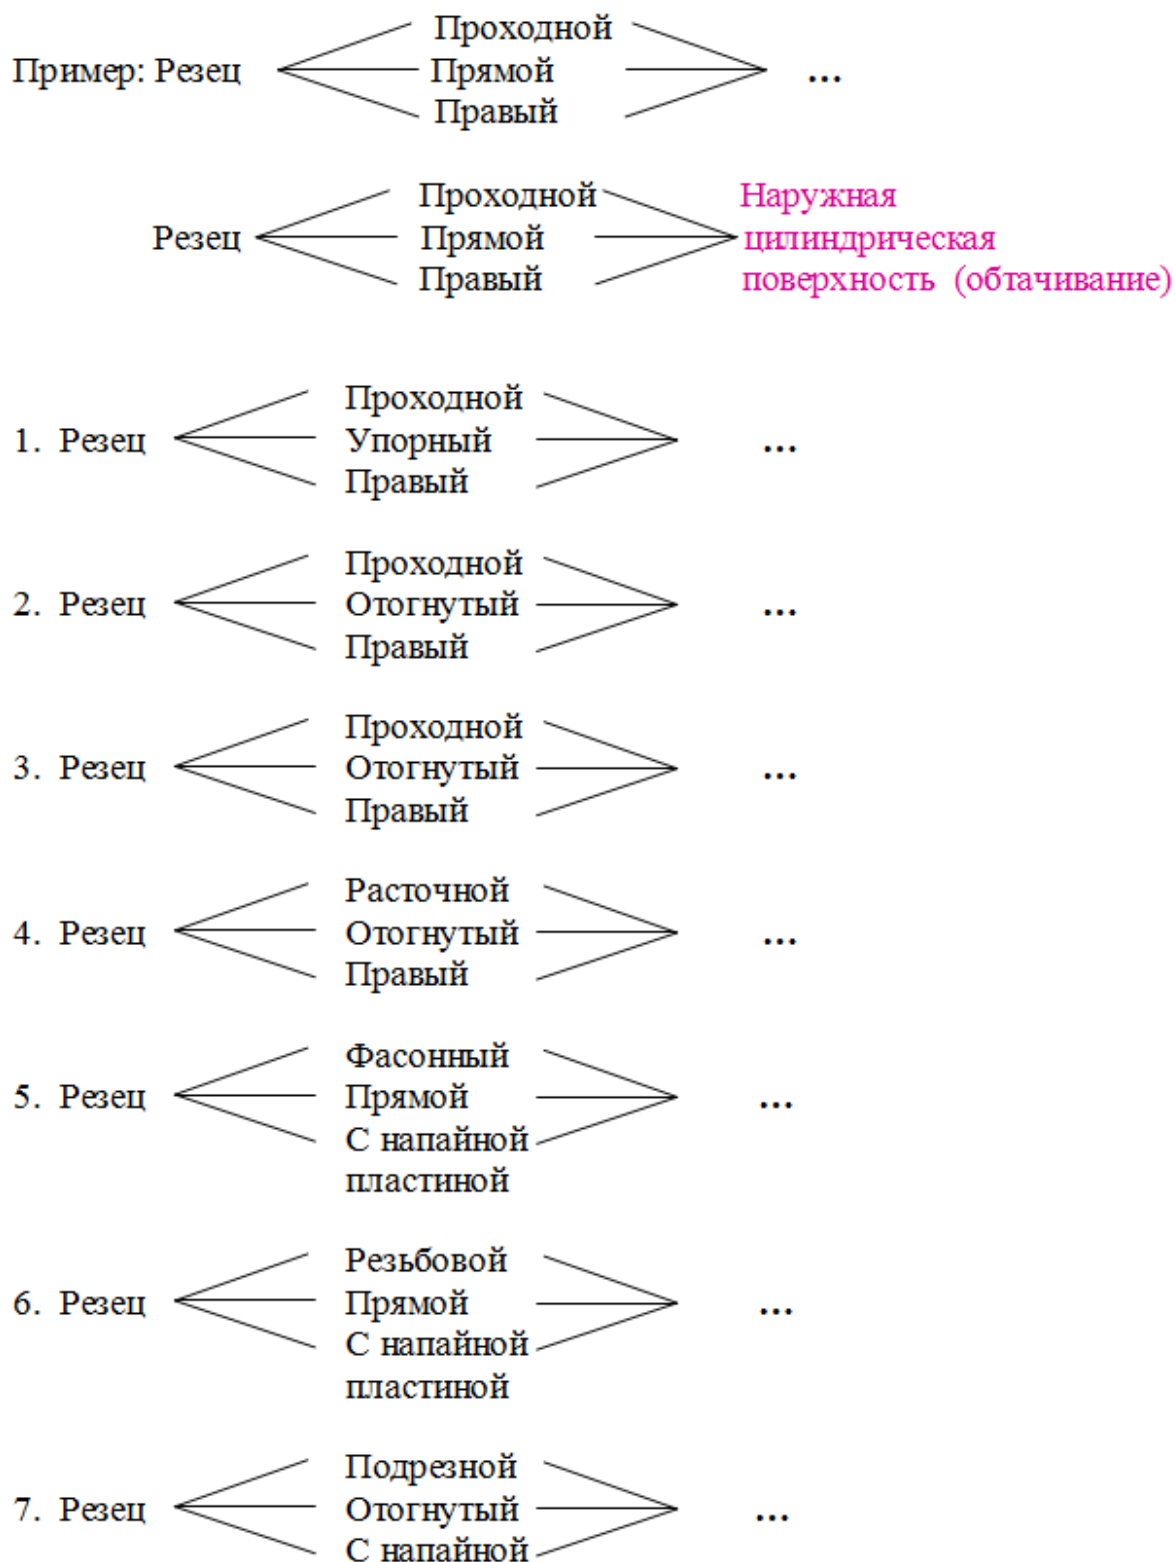 Проходной
Пример: Резец Прямой ...
Правый
Проходной Наружная
Резец Прямой цилиндрическая
Правый поверхность (обтачивание)
Проходной
1. Резец Упорный ...
Правый
Проходной
2. Резец Отогнутый ...
Правый
Проходной
3. Резец Отогнутый ...
Правый
Расточной
4. Резец Отогнутый ...
Правый
Фасонный
5. Резец Прямой ...
С напайной
пластиной
Резьбовой
6. Резец Прямой ...
С напайной
пластиной
Подрезной
7. Резец Отогнутый ...
С напайной